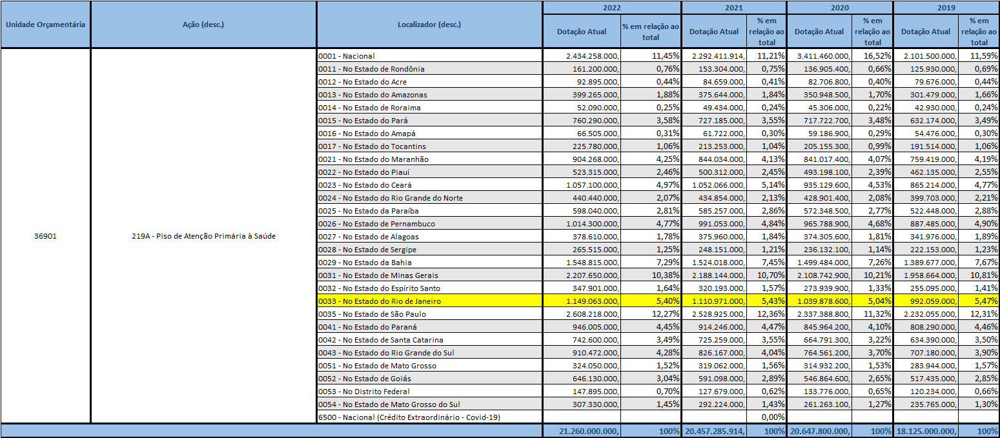 2022 2021 2020 2019
Unidade Orçamentária Ação (desc.) Localizador (desc.) Dotação Atual % em relação ao total Dotação Atual % em relação ao total Dotação Atual % em relação ao total Dotação Atual % em relação ao total
0001 - Nacional 2.434.258.000, 11,45% 2.292.411.914, 11,21% 3.411.460.000, 16,52% 2.101.500.000, 11,59%
0011 - No Estado de Rondônia 161.200.000, 0,76% 153.304.000, 0,75% 136.905.400, 0,66% 125.930.000, 0,69%
0012 - No Estado do Acre 92.895.000, 0,44% 84.659.000, 0,41% 82.706.800, 0,40% 79.676.000, 0,44%
0013 - No Estado do Amazonas 399.265.000, 1,88% 375.644.000, 1,84% 350.948.500, 1,70% 301.479.000, 1,66%
0014 - No Estado de Roraima 52.090.000, 0,25% 49.434.000, 0,24% 45.306.000, 0,22% 42.930.000, 0,24%
0015 - No Estado do Pará 760.290.000, 3,58% 727.185.000, 3,55% 717.722.700, 3,48% 632.174.000, 3,49%
0016 - No Estado do Amapá 66.505.000, 0,31% 61.722.000, 0,30% 59.186.900, 0,29% 54.476.000, 0,30%
0017 - No Estado do Tocantins 225.780.000, 1,06% 213.253.000, 1,04% 205.155.300, 0,99% 191.514.000, 1,06%
0021 - No Estado do Maranhão 904.268.000, 4,25% 844.034.000, 4,13% 841.017.400, 4,07% 759.419.000, 4,19%
0022 - No Estado do Piauí 523.315.000, 2,46% 500.312.000, 2,45% 493.198.100, 2,39% 462.135.000, 2,55%
0023 - No Estado do Ceará 1.057.100.000, 4,97% 1.052.066.000, 5,14% 935.129.600, 4,53% 865.214.000, 4,77%
0024 - No Estado do Rio Grande do Norte 440.440.000, 2,07% 434.854.000, 2,13% 428.901.400, 2,08% 399.703.000, 2,21%
0025 - No Estado da Paraíba 598.040.000, 2,81% 585.257.000, 2,86% 572.348.500, 2,77% 522.448.000, 2,88%
0026 - No Estado de Pernambuco 1.014.300.000, 4,77% 991.053.000, 4,84% 965.788.900, 4,68% 887.485.000, 4,90%
36901 219A - Piso de Atenção Primária à Saúde 0027 - No Estado de Alagoas 378.610.000, 1,78% 375.960.000, 1,84% 374.305.600, 1,81% 341.976.000, 1,89%
0028 - No Estado de Sergipe 265.515.000, 1,25% 248.151.000, 1,21% 236.132.100, 1,14% 222.153.000, 1,23%
0029 - No Estado da Bahia 1.548.815.000, 7,29% 1.524.018.000, 7,45% 1.499.484.000, 7,26% 1.389.677.000, 7,67%
0031 - No Estado de Minas Gerais 2.207.650.000, 10,38% 2.188.144.000, 10,70% 2.108.742.900, 10,21% 1.958.664.000, 10,81%
0032 - No Estado do Espírito Santo 347.901.000, 1,64% 320.193.000, 1,57% 273.939.900, 1,33% 255.095.000, 1,41%
0033 - No Estado do Rio de Janeiro 1.149.063.000, 5,40% 1.110.971.000, 5,43% 1.039.878.600, 5,04% 992.059.000, 5,47%
0035 - No Estado de São Paulo 2.608.218.000, 12,27% 2.528.925.000, 12,36% 2.337.388.800, 11,32% 2.232.055.000, 12,31%
0041 - No Estado do Paraná 946.005.000, 4,45% 914.246.000, 4,47% 845.964.200, 4,10% 808.290.000, 4,46%
0042 - No Estado de Santa Catarina 742.600.000, 3,49% 725.259.000, 3,55% 664.791.300, 3,22% 634.390.000, 3,50%
0043 - No Estado do Rio Grande do Sul 910.472.000, 4,28% 826.167.000, 4,04% 764.561.200, 3,70% 707.180.000, 3,90%
0051 - No Estado de Mato Grosso 324.050.000, 1,52% 319.062.000, 1,56% 314.932.200, 1,53% 283.944.000, 1,57%
0052 - No Estado de Goiás 646.130.000, 3,04% 591.098.000, 2,89% 546.864.600, 2,65% 517.435.000, 2,85%
0053 - No Distrito Federal 147.895.000, 0,70% 127.679.000, 0,62% 133.776.000, 0,65% 120.234.000, 0,66%
0054 - No Estado de Mato Grosso do Sul 307.330.000, 1,45% 292.224.000, 1,43% 261.263.100, 1,27% 235.765.000, 1,30%
6500 - Nacional (Crédito Extraordinário - Covid-19) 0,00%
21.260.000.000, 100% 20.457.285.914, 100% 20.647.800.000, 100% 18.125.000.000, 100%